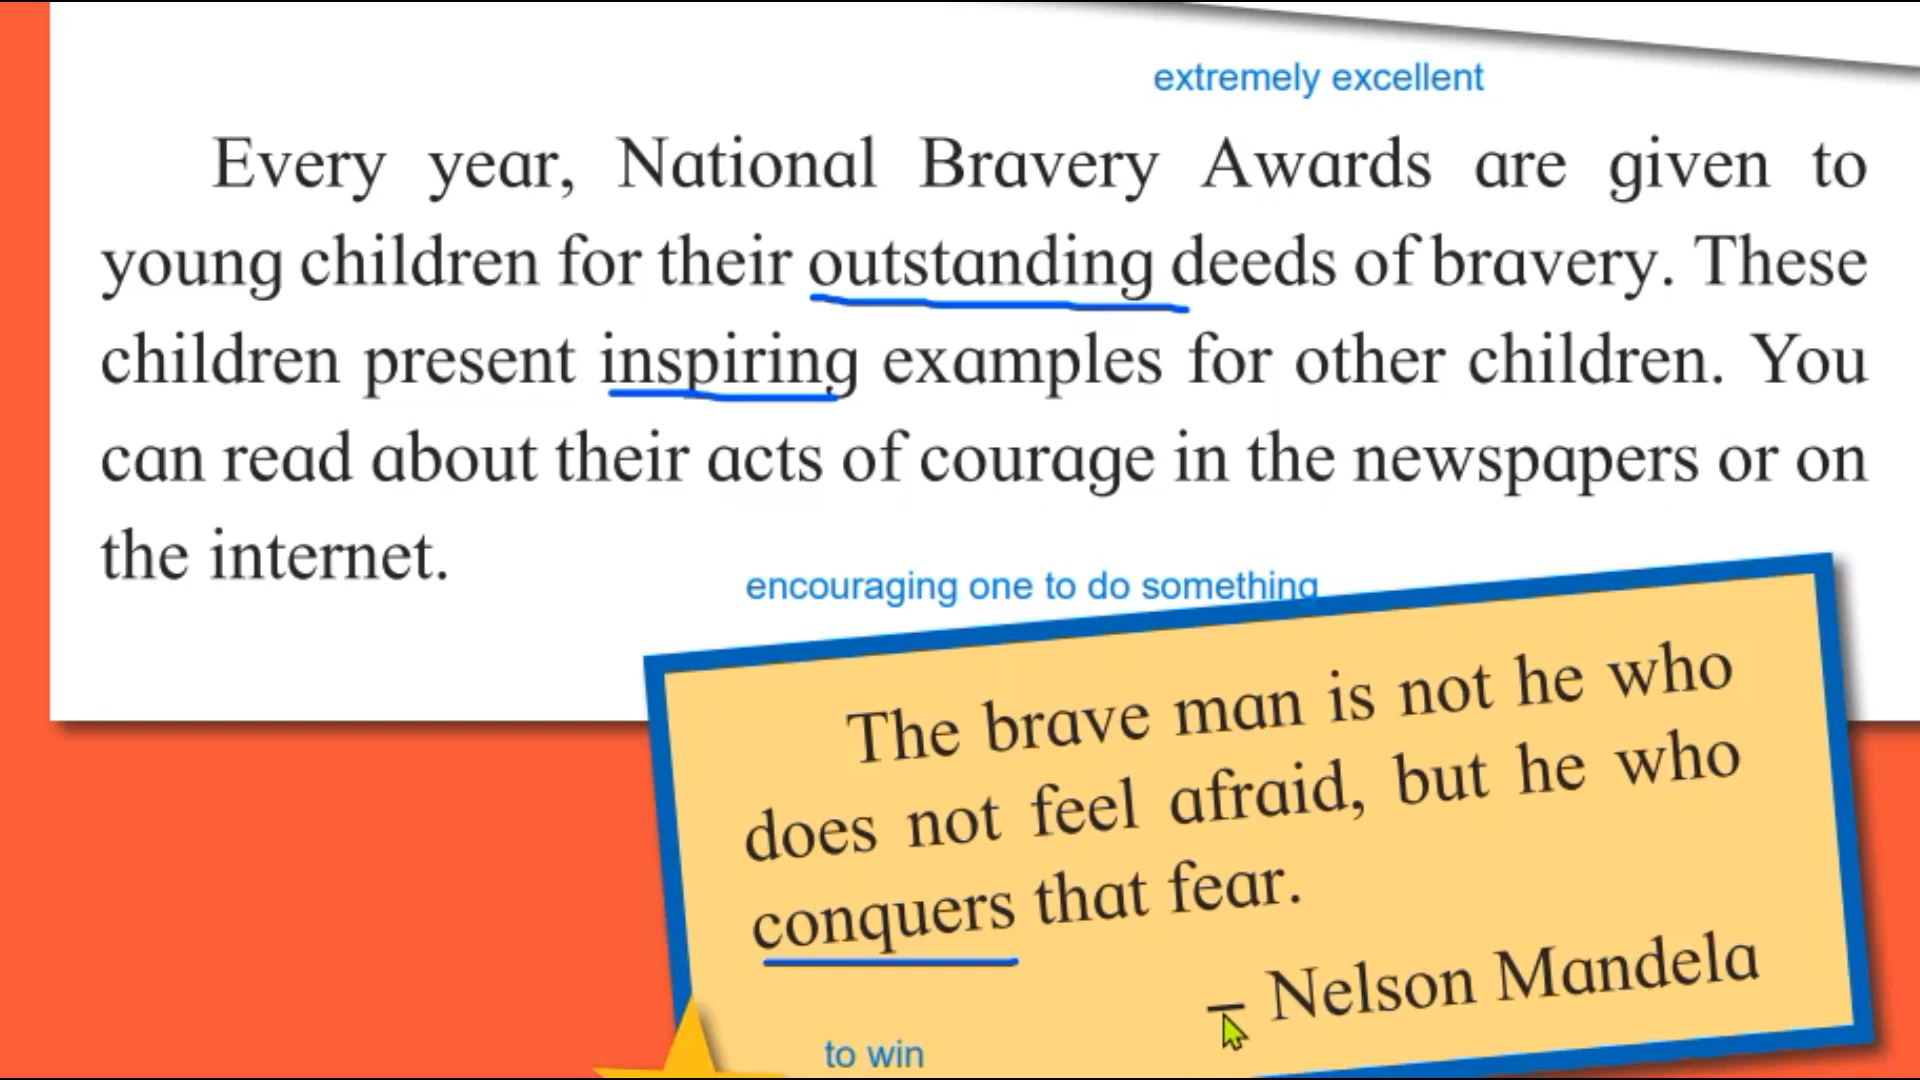 extremely excellent
Every year, National Bravery Awards are given to
young children for their outstanding deeds of bravery. These
children present inspiring examples for other children. You
can read about their acts of courage in the newspapers or on
the internet.
encouraging one to do something
The brave man is not he who
does not feel afraid, but he who
conquers that fear.
– Nelson Mandela
to win